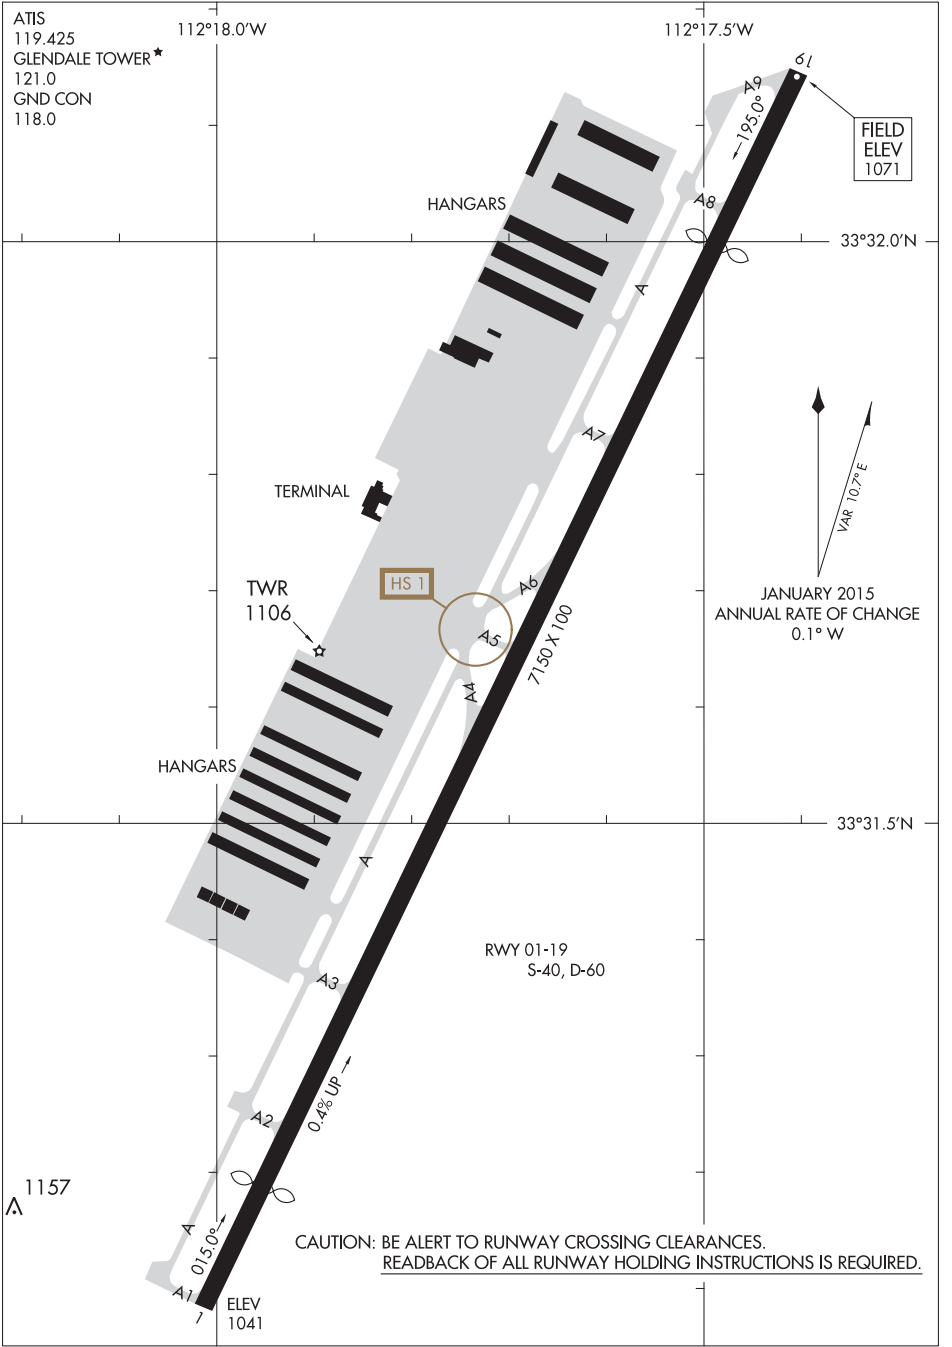 ATIS
119.425
GLENDALE TOWER★
121.0
GND CON
118.0
112°18.0'W
112°17.5'W
19
A9
195.0°
FIELD
ELEV
1071
HANGARS
A8
33°32.0'N
A
A7
TERMINAL
VAR 10.7° E
HS 1
A6
TWR
1106
JANUARY 2015
ANNUAL RATE OF CHANGE
0.1° W
A5
7150 X 100
A4
HANGARS
33°31.5'N
A
RWY 01-19
S-40, D-60
A3
0.4% UP
A2
1157
A
015.0°
CAUTION: BE ALERT TO RUNWAY CROSSING CLEARANCES.
READBACK OF ALL RUNWAY HOLDING INSTRUCTIONS IS REQUIRED.
A1
1
ELEV
1041